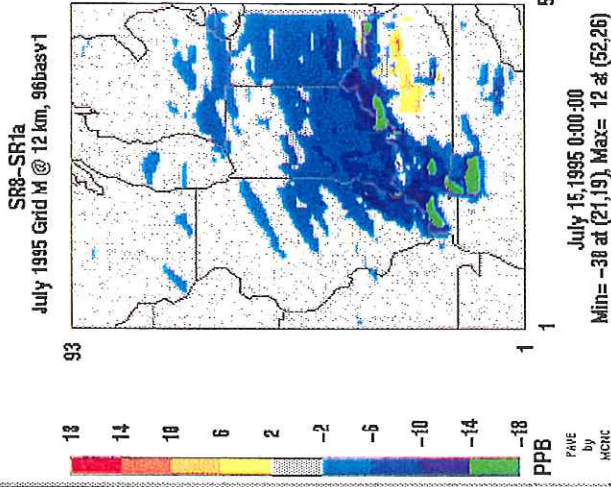 SR8-SR1a
July 1995 Grid M @ 12 km, 96basv1
93
1
1
5
18
14
10
6
2
-2
-6
-10
-14
-18
PPB
PAVE
by
MCNC
July 15,1995 0:00:00
Min= -38 at (21,19), Max= 12 at (52,26)